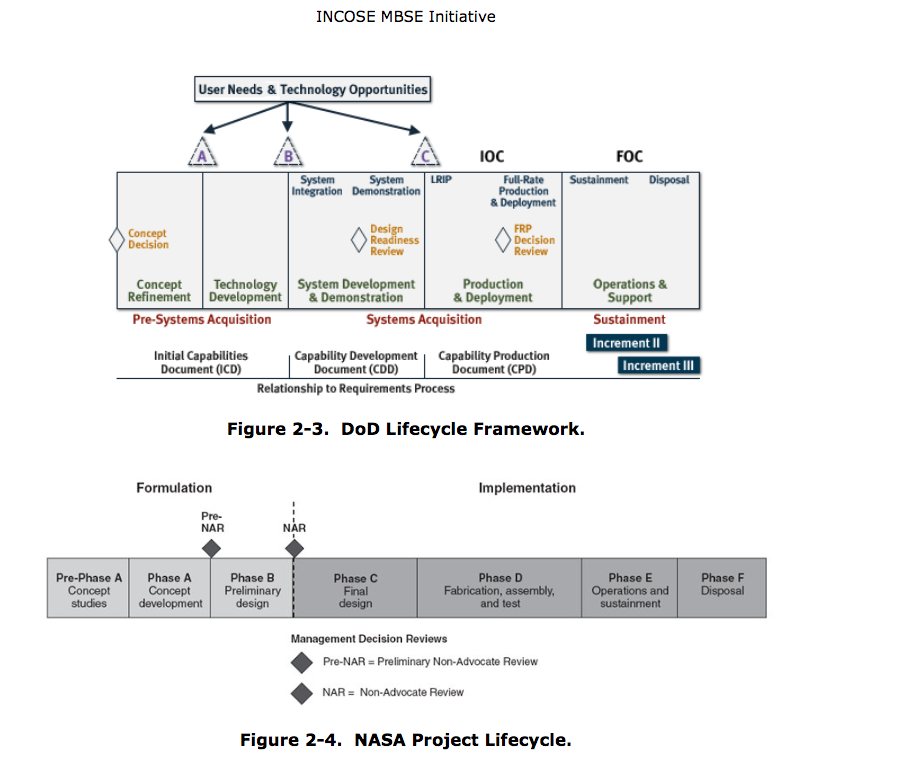 INCOSE MBSE Initiative
User Needs & Technology Opportunities
A B C IOC FOC
System Integration
System Demonstration
LRIP
Full-Rate Production & Deployment
Sustainment
Disposal
Concept Decision
Design Readiness Review
FRP Decision Review
Concept Refinement
Technology Development
System Development & Demonstration
Production & Deployment
Operations & Support
Pre-Systems Acquisition
Systems Acquisition
Sustainment
Increment II
Increment III
Initial Capabilities Document (ICD)
Capability Development Document (CDD)
Capability Production Document (CPD)
Relationship to Requirements Process
Figure 2-3. DoD Lifecycle Framework.
Formulation
Implementation
Pre-NAR
NAR
Pre-Phase A
Concept studies
Phase A
Concept development
Phase B
Preliminary design
Phase C
Final design
Phase D
Fabrication, assembly, and test
Phase E
Operations and sustainment
Phase F
Disposal
Management Decision Reviews
Pre-NAR = Preliminary Non-Advocate Review
NAR = Non-Advocate Review
Figure 2-4. NASA Project Lifecycle.